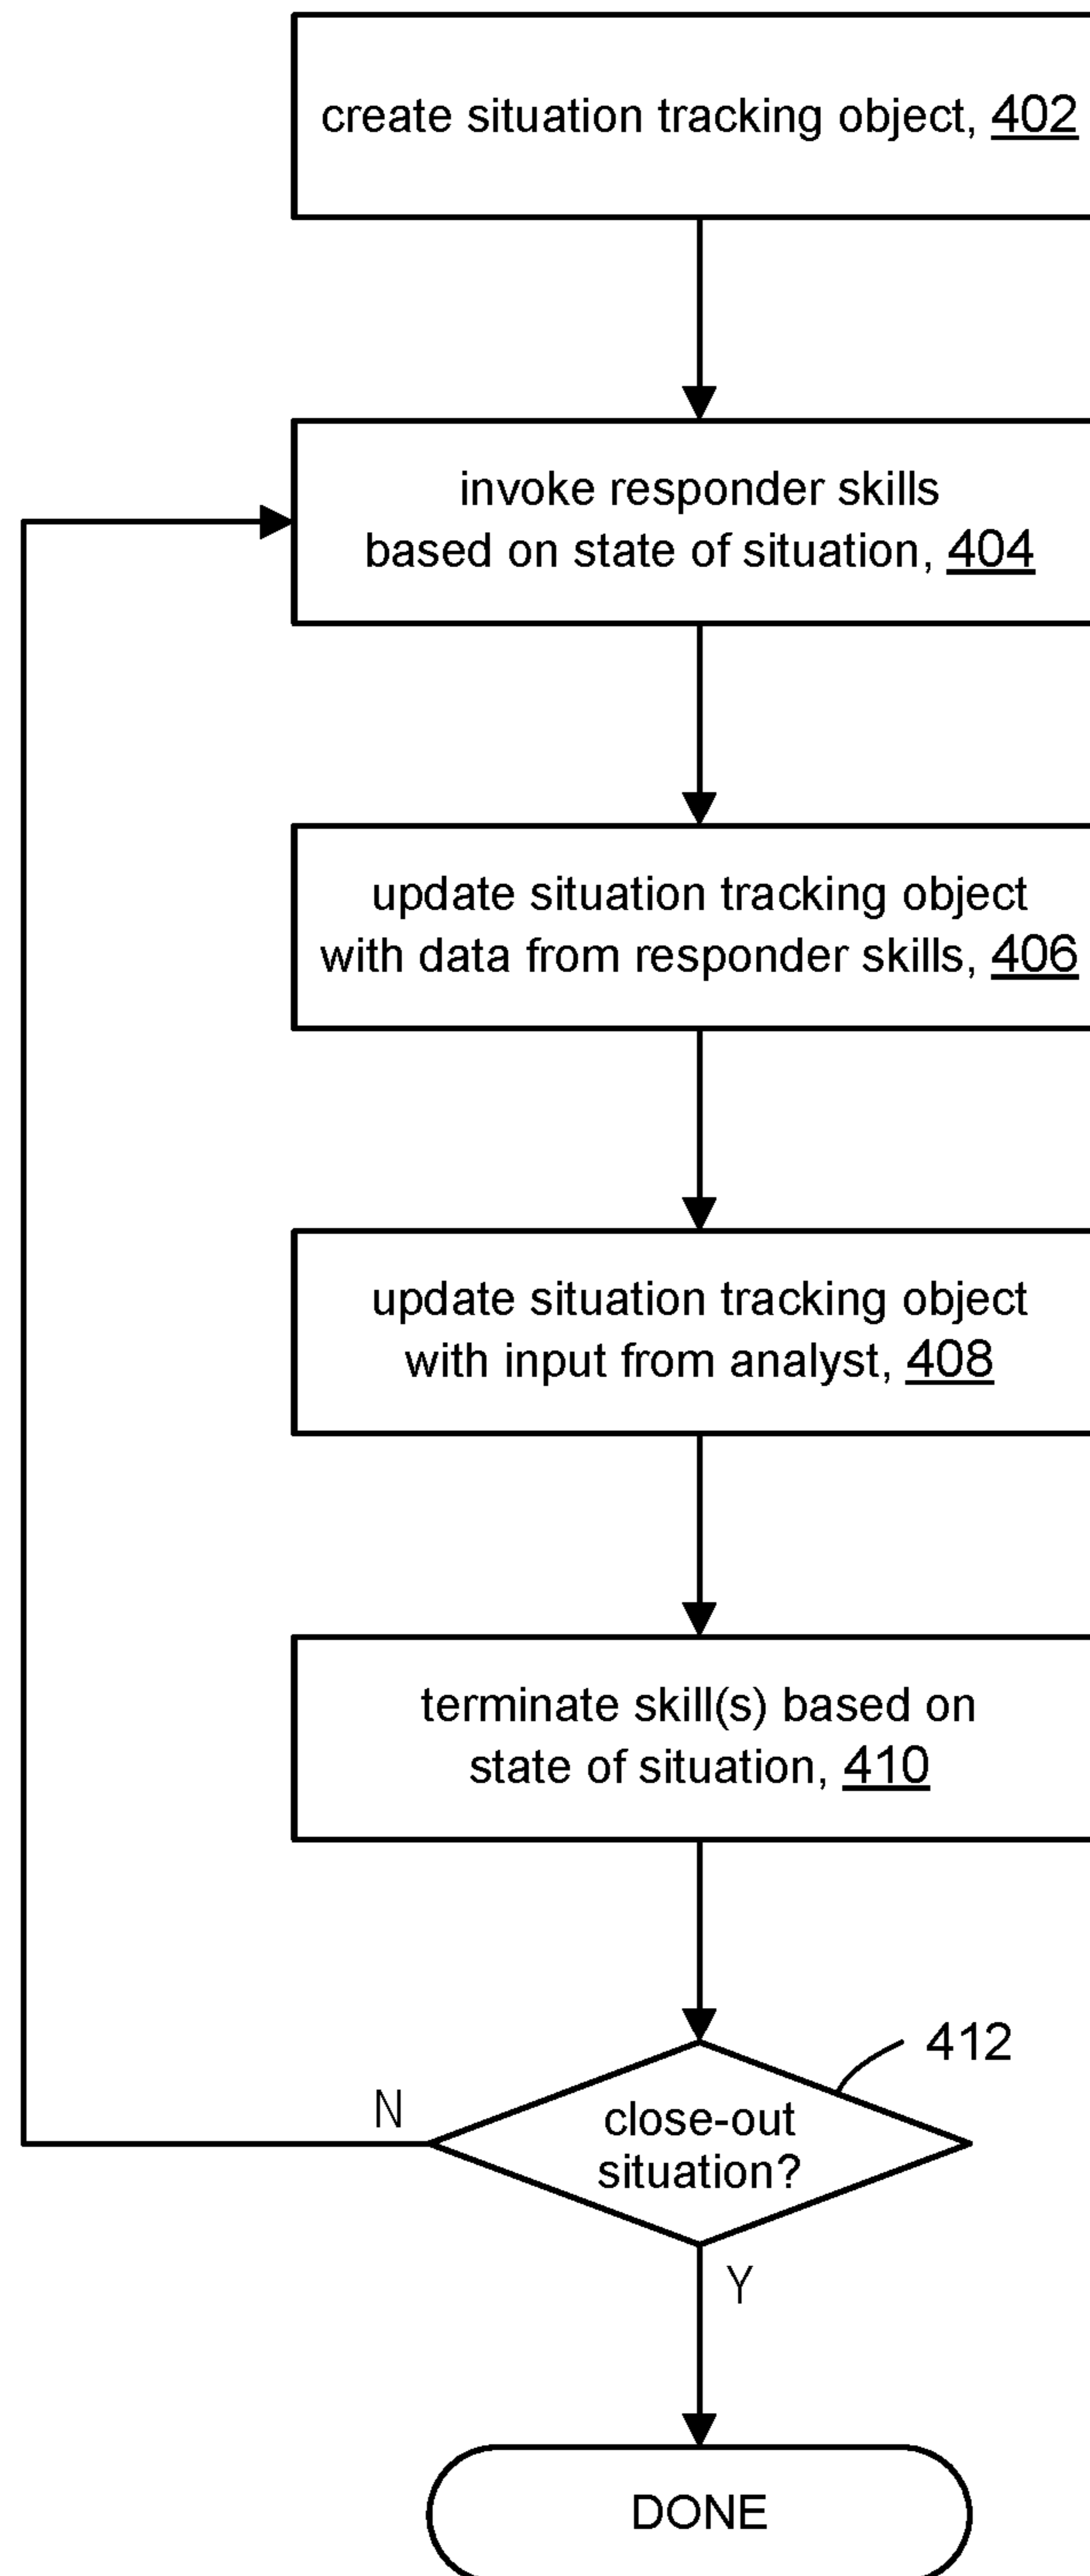 create situation tracking object, 402
invoke responder skills
based on state of situation, 404
update situation tracking object
with data from responder skills, 406
update situation tracking object
with input from analyst, 408
terminate skill(s) based on
state of situation, 410
412
N
close-out
situation?
Y
DONE